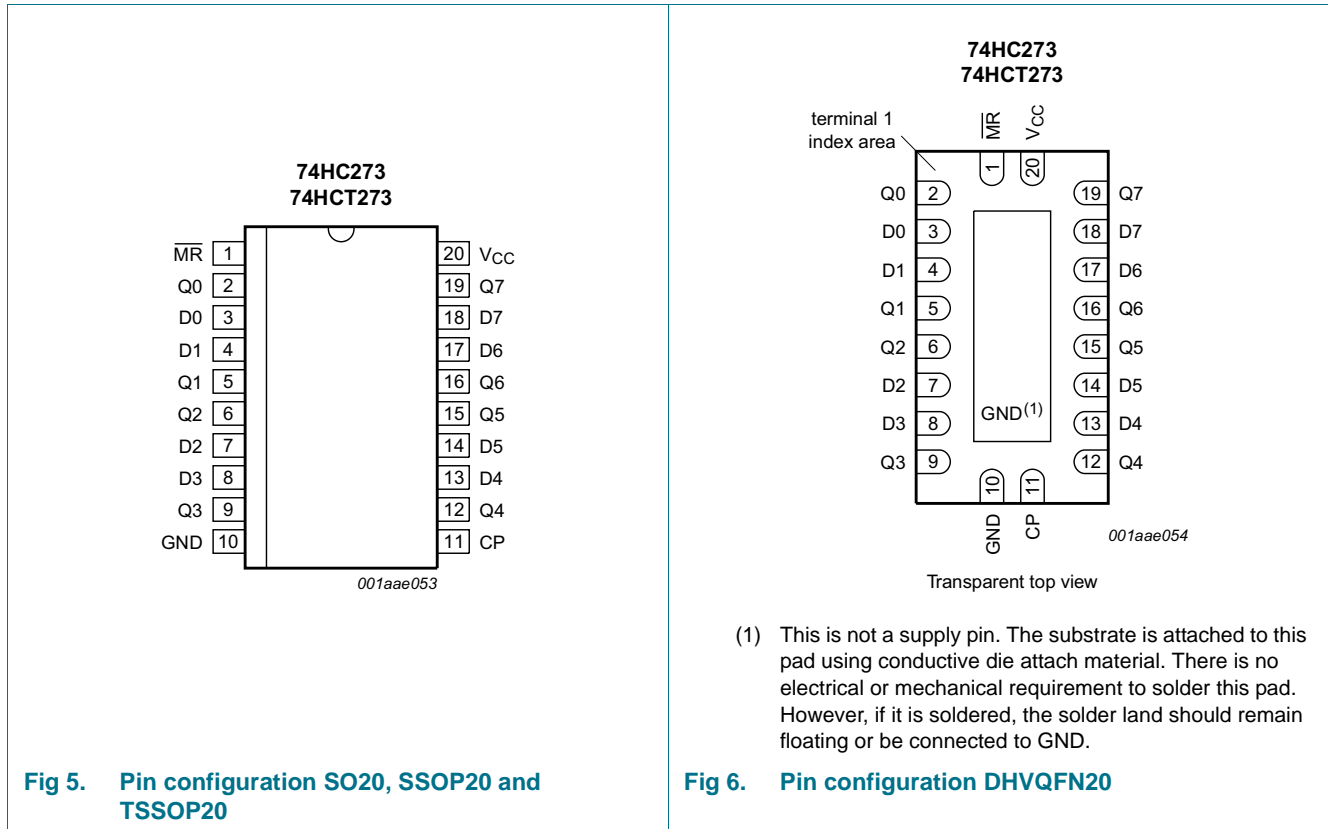 74HC273
74HCT273
MR 1
Q0 2
D0 3
D1 4
Q1 5
Q2 6
D2 7
D3 8
Q3 9
GND 10
20 VCC
19 Q7
18 D7
17 D6
16 Q6
15 Q5
14 D5
13 D4
12 Q4
11 CP
001aae053
Fig 5. Pin configuration SO20, SSOP20 and
TSSOP20
74HC273
74HCT273
terminal 1
index area
MR
VCC
1
20
Q0 2
D0 3
D1 4
Q1 5
Q2 6
D2 7
D3 8
Q3 9
19 Q7
18 D7
17 D6
16 Q6
15 Q5
14 D5
13 D4
12 Q4
GND(1)
10
11
GND
CP
001aae054
Transparent top view
(1) This is not a supply pin. The substrate is attached to this
pad using conductive die attach material. There is no
electrical or mechanical requirement to solder this pad.
However, if it is soldered, the solder land should remain
floating or be connected to GND.
Fig 6. Pin configuration DHVQFN20